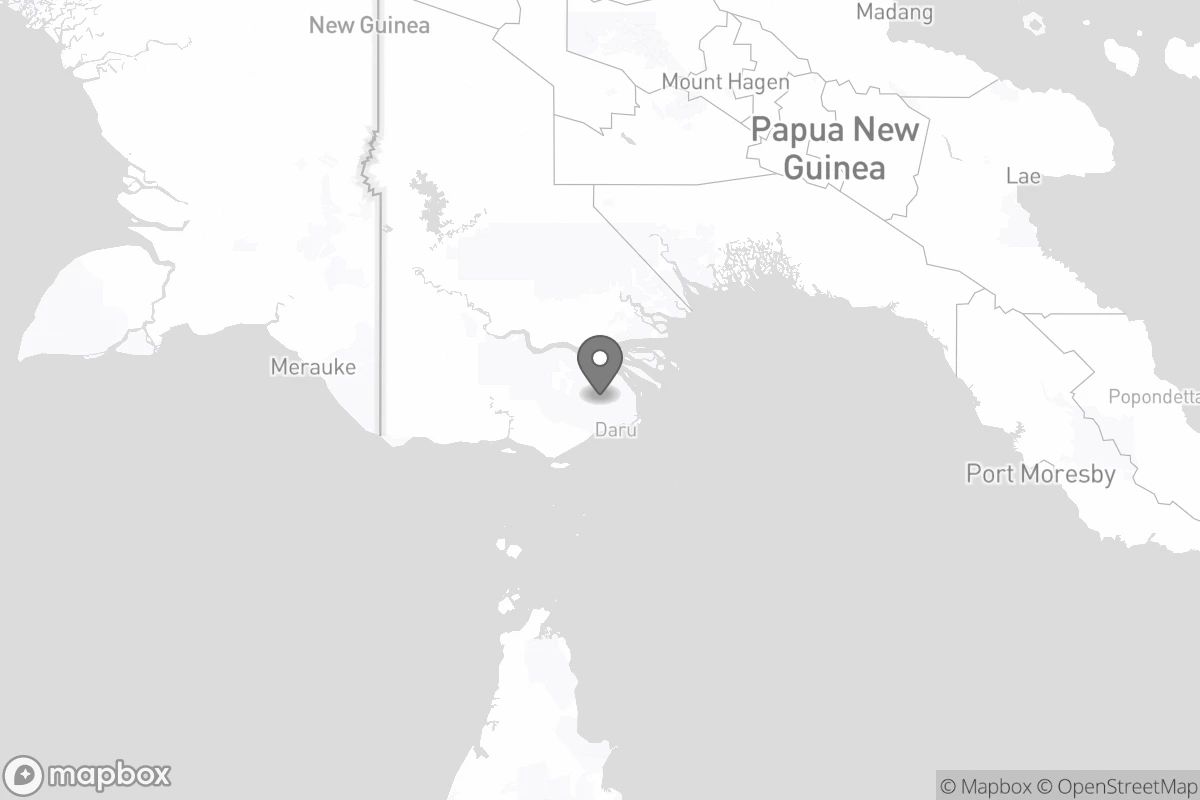 Madang
New Guinea
Mount Hagen
Papua New
Guinea
Lae
Merauke
Popondetta
Daru
Port Moresby
mapbox
© Mapbox © OpenStreetMap